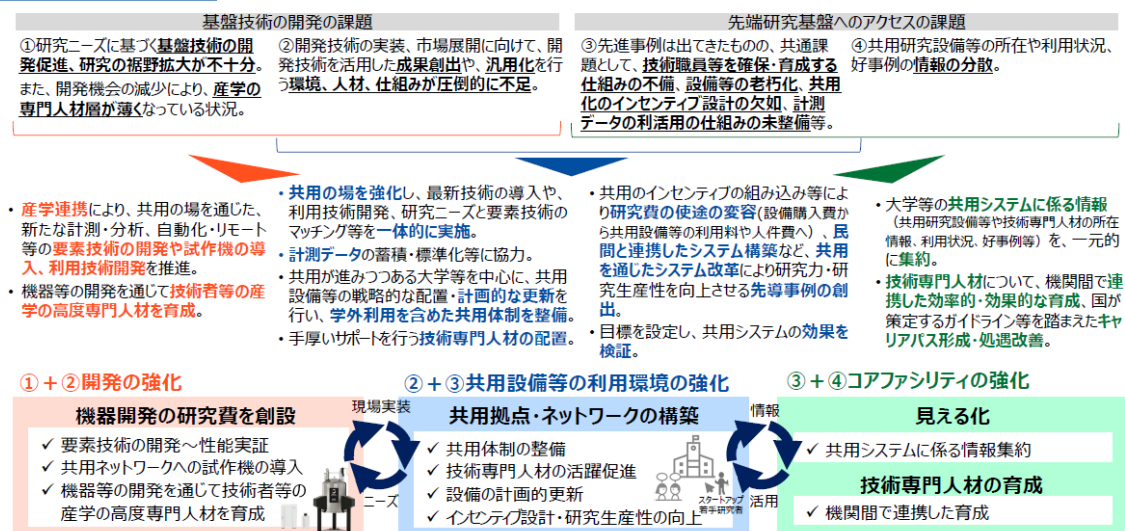 基盤技術の開発の課題
①研究ニーズに基づく基盤技術の開
発促進、研究の裾野拡大が不十分。
また、開発機会の減少により、産学の
専門人材層が薄くなっている状況。
②開発技術の実装、市場展開に向けて、開
発技術を活用した成果創出や、汎用化を行
う環境、人材、仕組みが圧倒的に不足。
先端研究基盤へのアクセスの課題
③先進事例は出てきたものの、共通課
題として、技術職員等を確保・育成する
仕組みの不備、設備等の老朽化、共用
化のインセンティブ設計の欠如、計測
データの利活用の仕組みの未整備等。
④共用研究設備等の所在や利用状況、
好事例の情報の分散。
• 産学連携により、共用の場を通じた、
新たな計測・分析、自動化・リモート
等の要素技術の開発や試作機の導
入、利用技術開発を推進。
• 機器等の開発を通じて技術者等の産
学の高度専門人材を育成。
• 共用の場を強化し、最新技術の導入や、
利用技術開発、研究ニーズと要素技術の
マッチング等を一体的に実施。
• 計測データの蓄積・標準化等に協力。
• 共用が進みつつある大学等を中心に、共用
設備等の戦略的な配置・計画的な更新を
行い、学外利用を含めた共用体制を整備。
• 手厚いサポートを行う技術専門人材の配置。
• 共用のインセンティブの組み込み等によ
り研究費の使途の変容(設備購入費か
ら共用設備等の利用料や人件費へ）、民
間と連携したシステム構築など、共用
を通じたシステム改革により研究力・研
究生産性を向上させる先導事例の創
出。
• 目標を設定し、共用システムの効果を
検証。
• 大学等の共用システムに係る情報
（共用研究設備等や技術専門人材の所在
情報、利用状況、好事例等）を、一元的
に集約。
• 技術専門人材について、機関間で連
携した効率的・効果的な育成、国が
策定するガイドライン等を踏まえたキャ
リアパス形成・処遇改善。
①＋②開発の強化
機器開発の研究費を創設
✓ 要素技術の開発～性能実証
✓ 共用ネットワークへの試作機の導入
✓ 機器等の開発を通じて技術者等の
産学の高度専門人材を育成
現場実装
ニーズ
②＋③共用設備等の利用環境の強化
共用拠点・ネットワークの構築
✓ 共用体制の整備
✓ 技術専門人材の活躍促進
✓ 設備の計画的更新
✓ インセンティブ設計・研究生産性の向上
スタートアップ
若手研究者
情報
活用
③＋④コアファシリティの強化
見える化
✓ 共用システムに係る情報集約
技術専門人材の育成
✓ 機関間で連携した育成